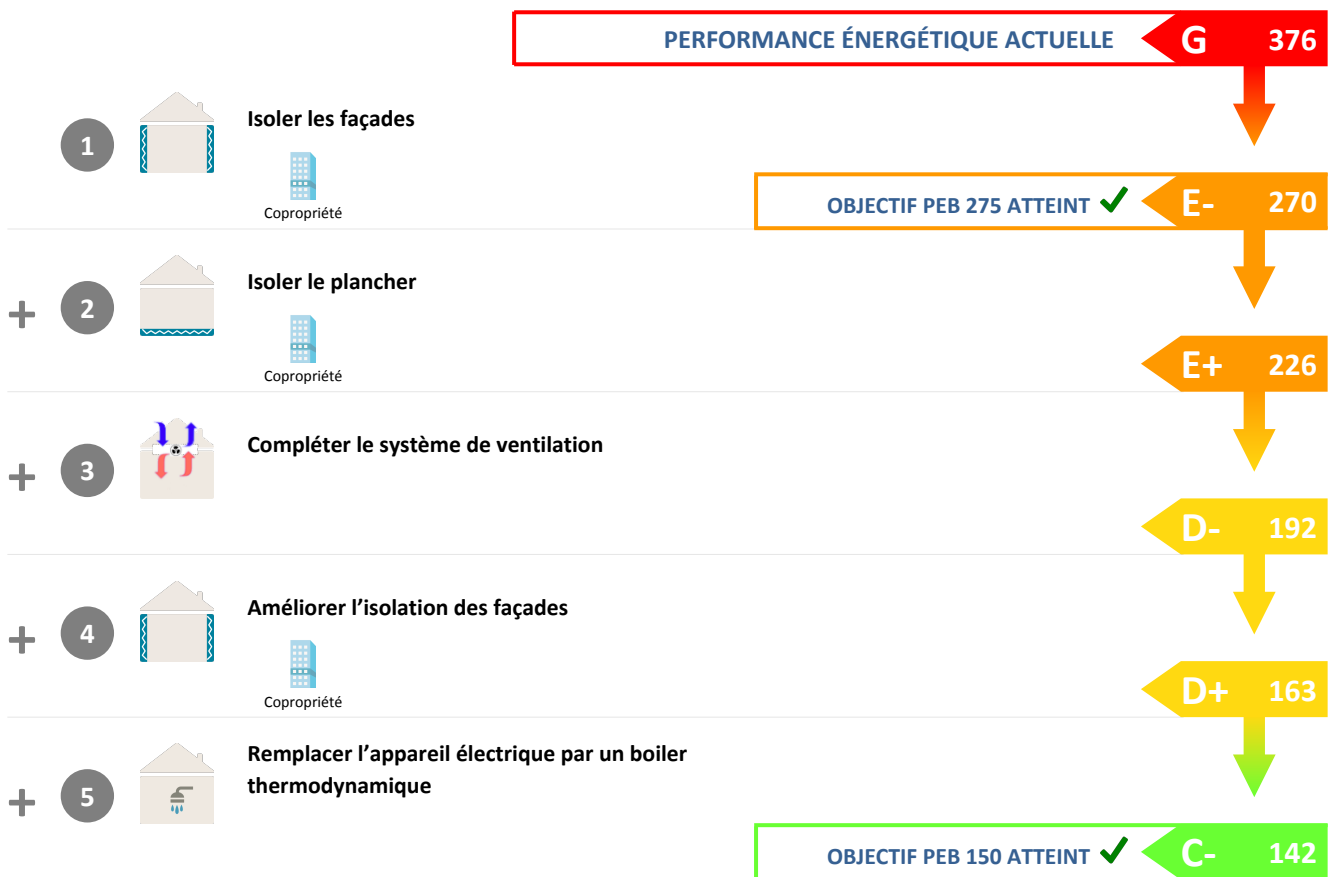 PERFORMANCE ÉNERGÉTIQUE ACTUELLE G 376
1 Isoler les façades
Copropriété
OBJECTIF PEB 275 ATTEINT E- 270
+ 2 Isoler le plancher
Copropriété
E+ 226
+ 3 Compléter le système de ventilation
D- 192
+ 4 Améliorer l'isolation des façades
Copropriété
D+ 163
+ 5 Remplacer l'appareil électrique par un boiler
thermodynamique
OBJECTIF PEB 150 ATTEINT C- 142